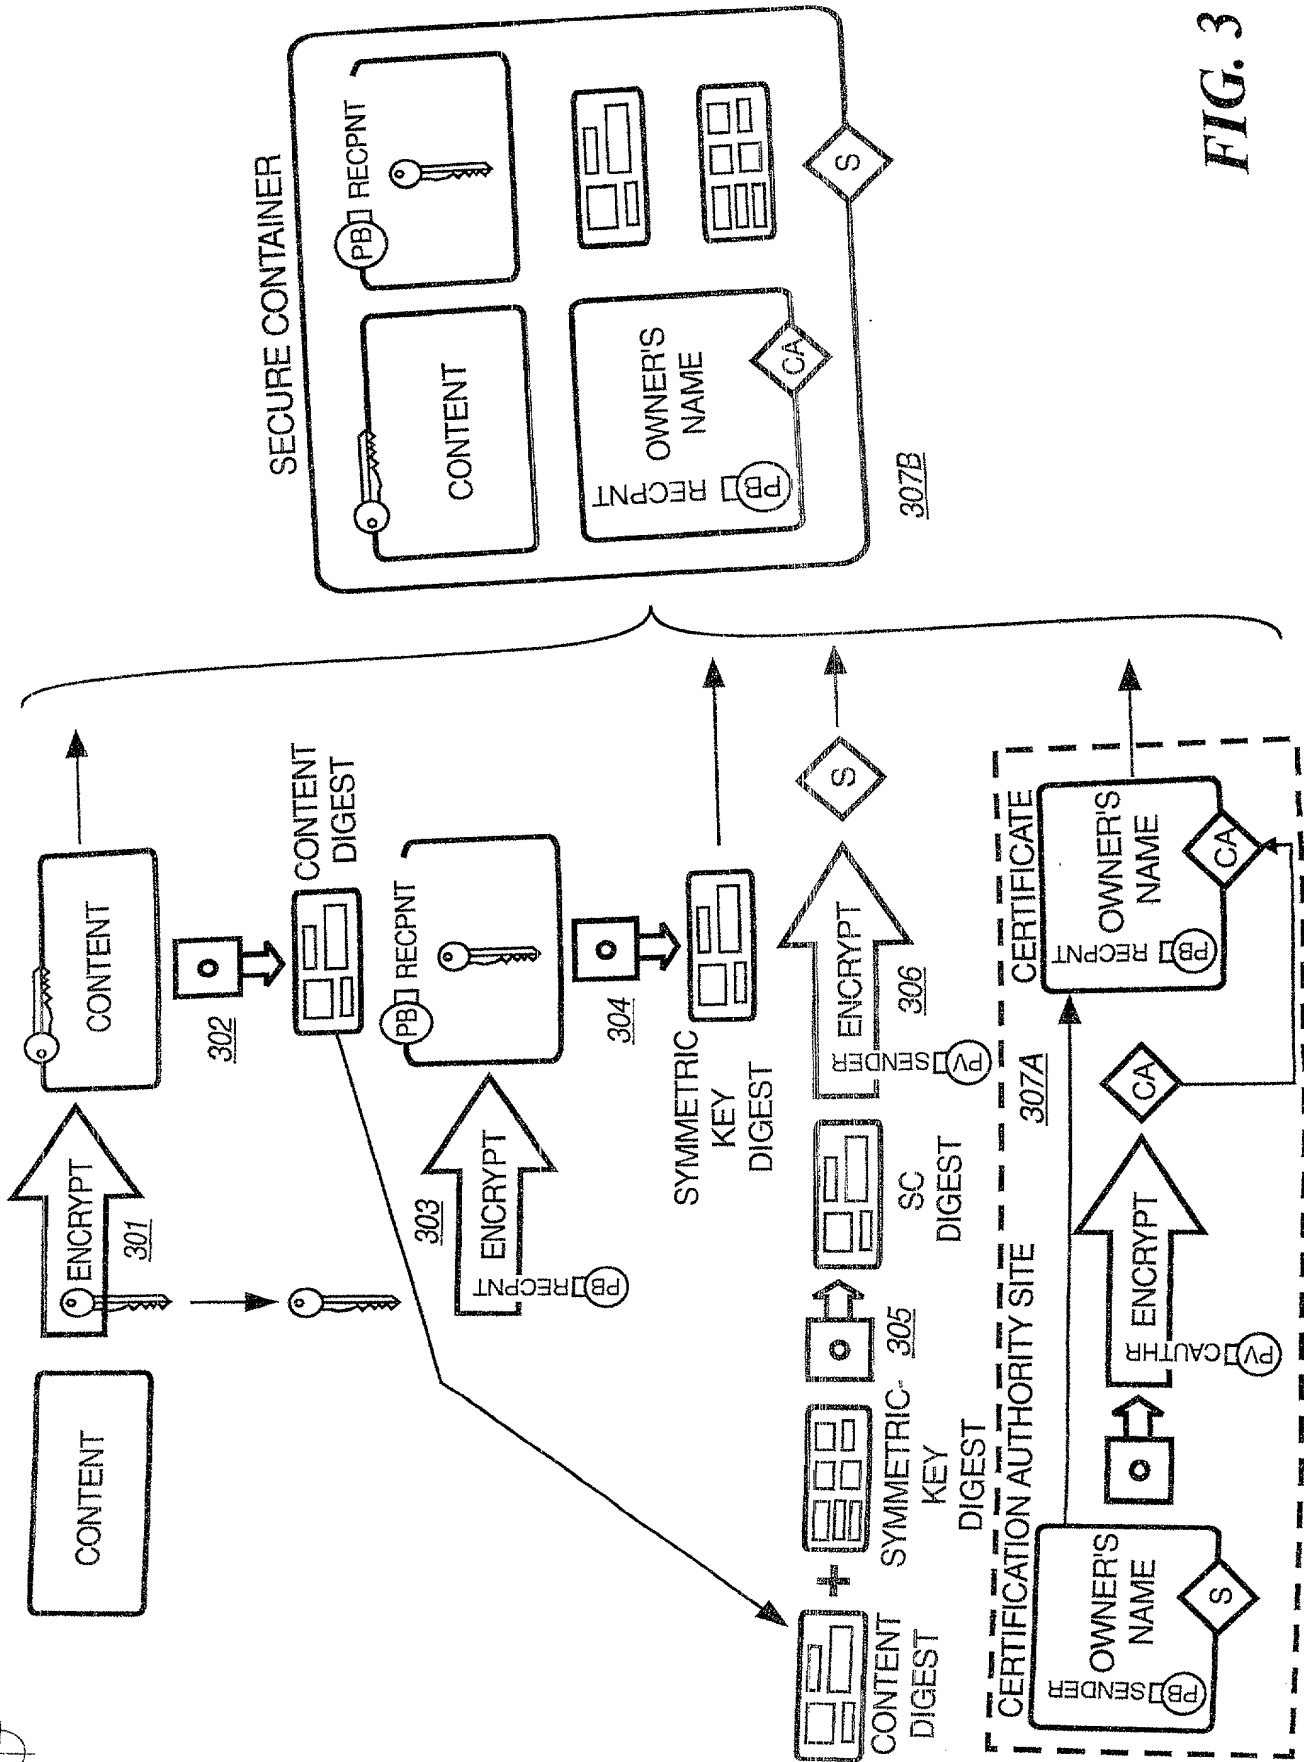 CONTENT
ENCRYPT
301
CONTENT
302
CONTENT
DIGEST
303
ENCRYPT
RECPNT
PB
PB
RECPNT
304
SYMMETRIC
KEY
DIGEST
CONTENT
DIGEST
+
SYMMETRIC-
KEY
DIGEST
305
SC
DIGEST
ENCRYPT
SENDER
PV
306
S
CERTIFICATION AUTHORITY SITE
OWNER'S
NAME
SENDER
PB
S
ENCRYPT
CAUTHR
PV
CA
307A
CERTIFICATE
OWNER'S
NAME
RECPNT
PB
CA
SECURE CONTAINER
CONTENT
PB
RECPNT
OWNER'S
NAME
RECPNT
PB
CA
S
307B
FIG. 3